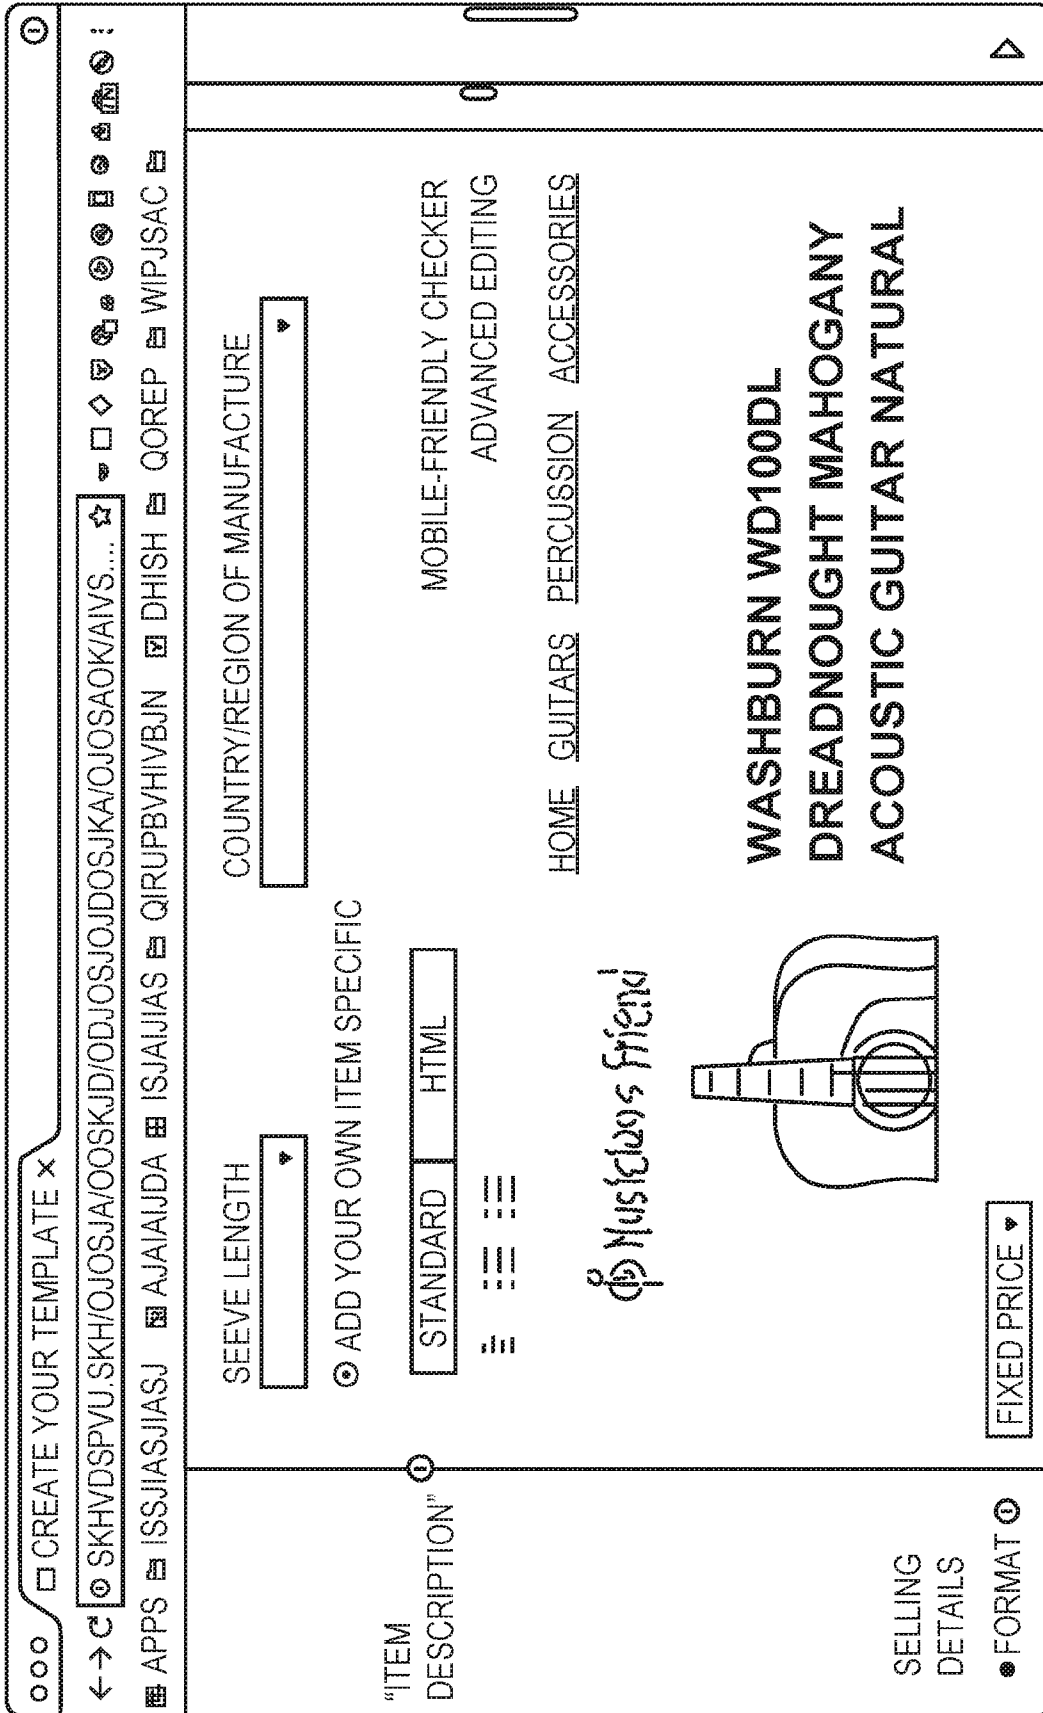 CREATE YOUR TEMPLATE ×
SKHVDSPVU.SKH/OJOSJA/OOSKJD/ODJOSJOJDOSJKA/OJOSAOK/AIVS....
APPS ISSJIASJIASJ AJAIAIJDA ISJAIJIAS QIRUPBVHIVBJN DHISH QOREP WIPJSAC
SEEVE LENGTH
COUNTRY/REGION OF MANUFACTURE
ADD YOUR OWN ITEM SPECIFIC
"ITEM
DESCRIPTION"
STANDARD HTML
MOBILE-FRIENDLY CHECKER
ADVANCED EDITING
HOME GUITARS PERCUSSION ACCESSORIES
Musicians Friend
WASHBURN WD100DL
DREADNOUGHT MAHOGANY
ACOUSTIC GUITAR NATURAL
SELLING
DETAILS
• FORMAT
FIXED PRICE